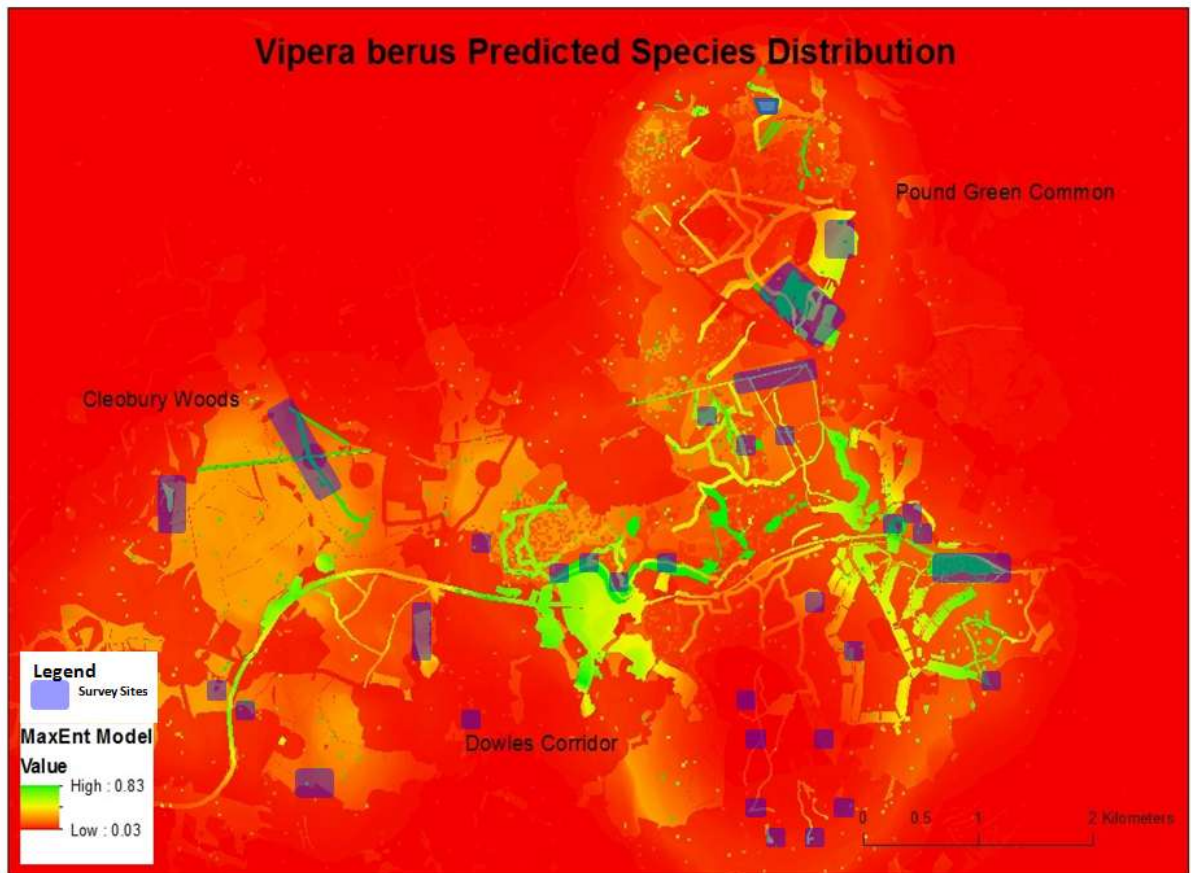 Vipera berus Predicted Species Distribution
Pound Green Common
Cleobury Woods
Dowles Corridor
Legend
Survey Sites
MaxEnt Model
Value
High : 0.83
Low : 0.03
0 0.5 1 2 Kilometers